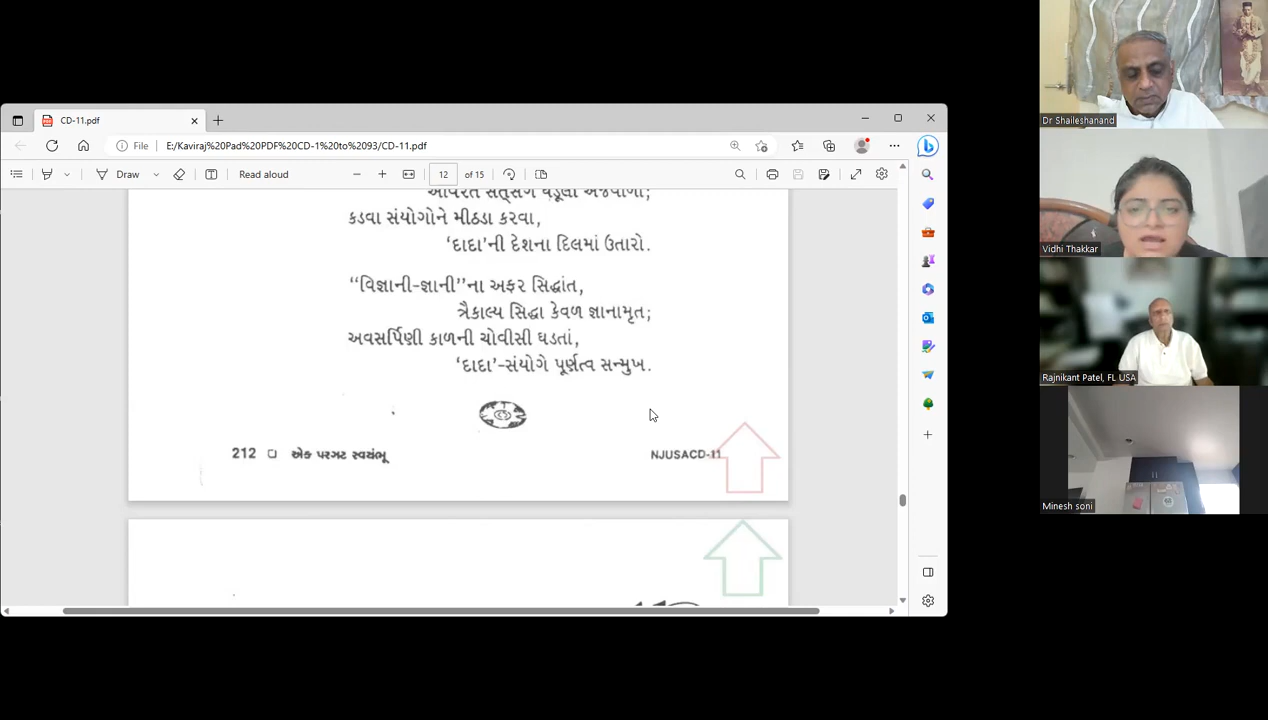 CD-11.pdf
File
E:/Kaviraj%20Pad%20PDF%20CD-1%20to%2093/CD-11.pdf
Draw
Read aloud
12 of 15
સત્સંગ
કડવા સંયોગોને મીઠડા કરવા,
‘દાદા’ની દેશના દિલમાં ઉતારો.
“વિજ્ઞાની-જ્ઞાની”ના અફર સિદ્ધાંત,
ત્રૈકાલ્ય સિદ્ધા કેવળ જ્ઞાનામૃત;
અવસર્પિણી કાળની ચોવીસી ઘડતાં,
‘દાદા’-સંયોગે પૂર્ણત્વ સન્મુખ.
212 □ એક પરગટ સ્વયંભૂ
NJUSACD-11
Dr Shaileshanand
Vidhi Thakkar
Rajnikant Patel, FL USA
Minesh soni